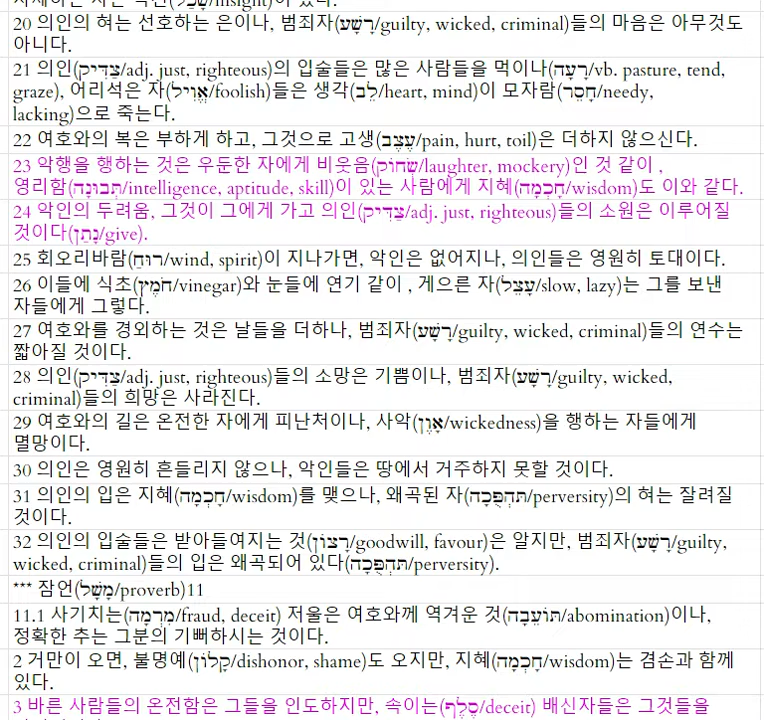 20 의인의 혀는 선호하는 은이나, 범죄자(רָשָׁע/guilty, wicked, criminal)들의 마음은 아무것도
아니다.
21 의인(צַדִּיק/adj. just, righteous)의 입술들은 많은 사람들을 먹이나(רָעָה/vb. pasture, tend,
graze), 어리석은 자(אֱוִיל/foolish)들은 생각(לֵב/heart, mind)이 모자람(חָסֵר/needy,
lacking)으로 죽는다.
22 여호와의 복은 부하게 하고, 그것으로 고생(עֶצֶב/pain, hurt, toil)은 더하지 않으신다.
23 악행을 행하는 것은 우둔한 자에게 비웃음(שְׂחוֹק/laughter, mockery)인 것 같이 ,
영리함(תְּבוּנָה/intelligence, aptitude, skill)이 있는 사람에게 지혜(חָכְמָה/wisdom)도 이와 같다.
24 악인의 두려움, 그것이 그에게 가고 의인(צַדִּיק/adj. just, righteous)들의 소원은 이루어질
것이다(נָתַן/give).
25 회오리바람(רוּחַ/wind, spirit)이 지나가면, 악인은 없어지나, 의인들은 영원히 토대이다.
26 이들에 식초(חֹמֶץ/vinegar)와 눈들에 연기 같이 , 게으른 자(עָצֵל/slow, lazy)는 그를 보낸
자들에게 그렇다.
27 여호와를 경외하는 것은 날들을 더하나, 범죄자(רָשָׁע/guilty, wicked, criminal)들의 연수는
짧아질 것이다.
28 의인(צַדִּיק/adj. just, righteous)들의 소망은 기쁨이나, 범죄자(רָשָׁע/guilty, wicked,
criminal)들의 희망은 사라진다.
29 여호와의 길은 온전한 자에게 피난처이나, 사악(אָוֶן/wickedness)을 행하는 자들에게
멸망이다.
30 의인은 영원히 흔들리지 않으나, 악인들은 땅에서 거주하지 못할 것이다.
31 의인의 입은 지혜(חָכְמָה/wisdom)를 맺으나, 왜곡된 자(תַּהְפֻּכָה/perversity)의 혀는 잘려질
것이다.
32 의인의 입술들은 받아들여지는 것(רָצוֹן/goodwill, favour)은 알지만, 범죄자(רָשָׁע/guilty,
wicked, criminal)들의 입은 왜곡되어 있다(תַּהְפֻּכָה/perversity).
*** 잠언(מָשָׁל/proverb)11
11.1 사기치는(מִרְמָה/fraud, deceit) 저울은 여호와께 역겨운 것(תּוֹעֵבָה/abomination)이나,
정확한 추는 그분의 기뻐하시는 것이다.
2 거만이 오면, 불명예(קָלוֹן/dishonor, shame)도 오지만, 지혜(חָכְמָה/wisdom)는 겸손과 함께
있다.
3 바른 사람들의 온전함은 그들을 인도하지만, 속이는(סֶלֶף/deceit) 배신자들은 그것들을